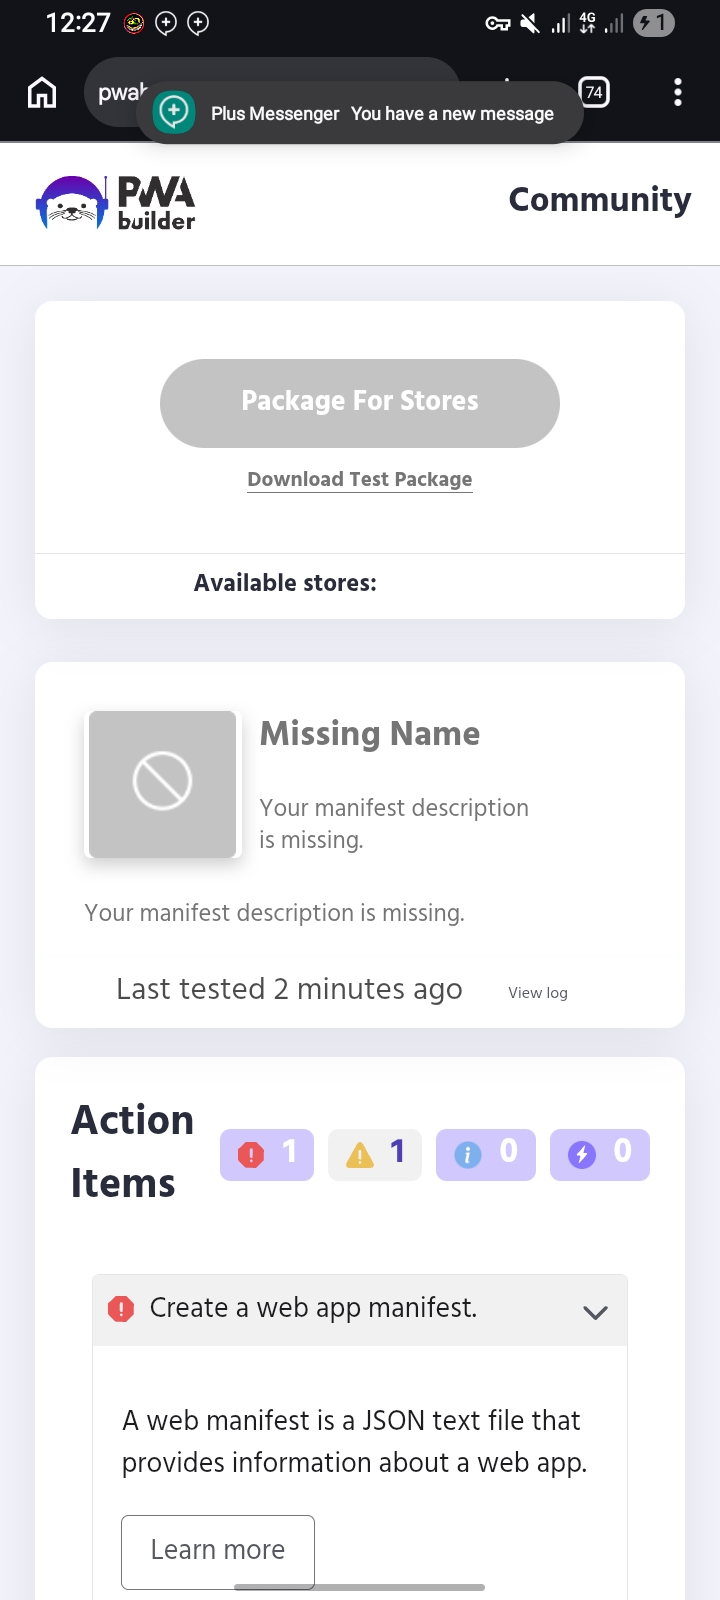 12:27
4G
1
pwab
74
Plus Messenger You have a new message
PWA
builder
Community
Package For Stores
Download Test Package
Available stores:
Missing Name
Your manifest description
is missing.
Your manifest description is missing.
Last tested 2 minutes ago
View log
Action
Items
1
1
0
0
Create a web app manifest.
A web manifest is a JSON text file that
provides information about a web app.
Learn more